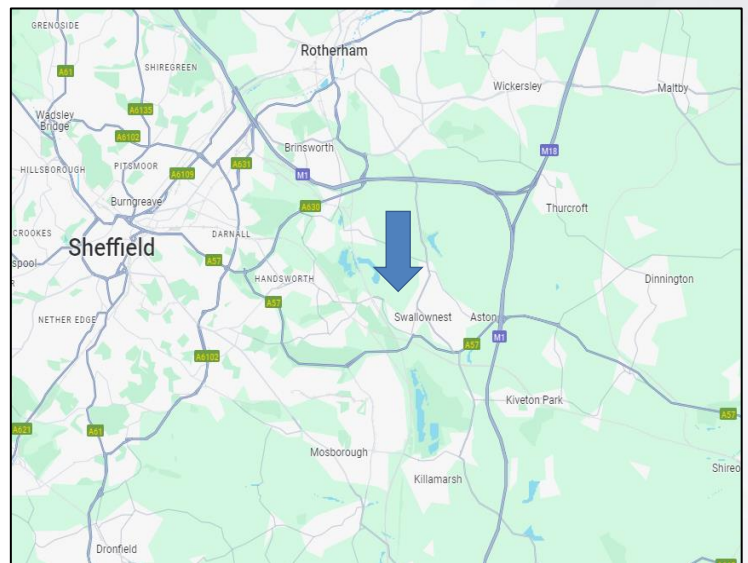 GRENOSIDE
Rotherham
A61
SHIREGREEN
Wickersley
Maltby
A6135
Wadsley
Bridge
A6102
Brinsworth
M18
HILLSBOROUGH
PITSMOOR
A6109
A631
M1
Burngreave
A630
Thurcroft
CROOKES
DARNALL
Sheffield
spool
A57
HANDSWORTH
Dinnington
A57
NETHER EDGE
Swallownest
Aston
M1
A57
A6102
Kiveton Park
A57
A621
A61
Mosborough
Killamarsh
Shireo
Dronfield